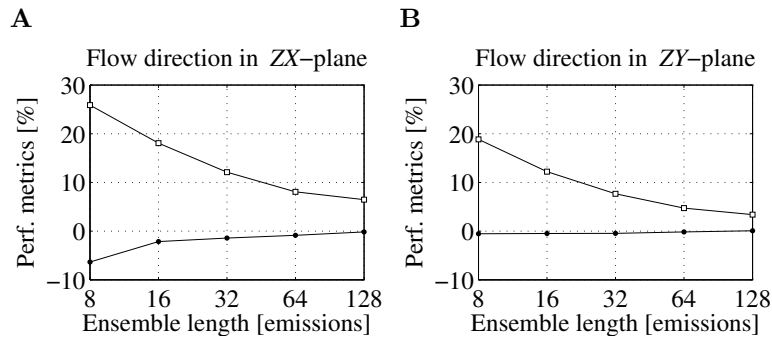 A
Flow direction in ZX−plane
Perf. metrics [%]
30
20
10
0
−10
8 16 32 64 128
Ensemble length [emissions]
B
Flow direction in ZY−plane
Perf. metrics [%]
30
20
10
0
−10
8 16 32 64 128
Ensemble length [emissions]